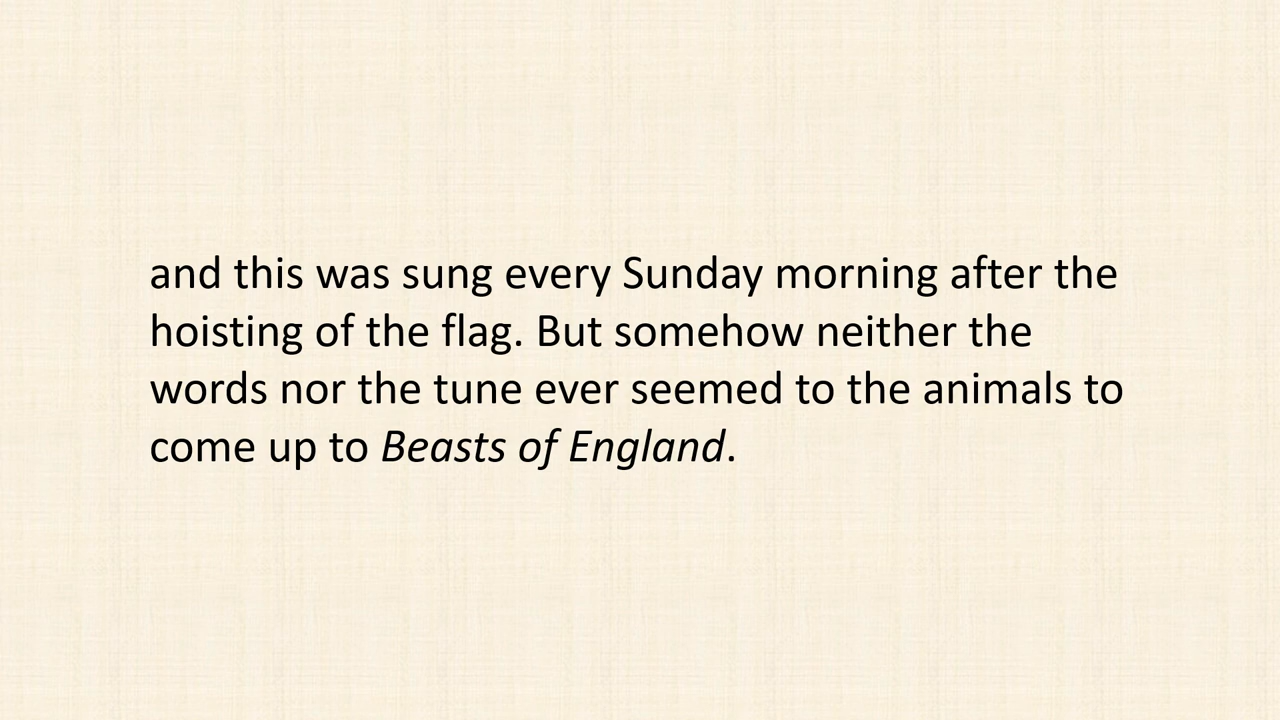 and this was sung every Sunday morning after the
hoisting of the flag. But somehow neither the
words nor the tune ever seemed to the animals to
come up to Beasts of England.